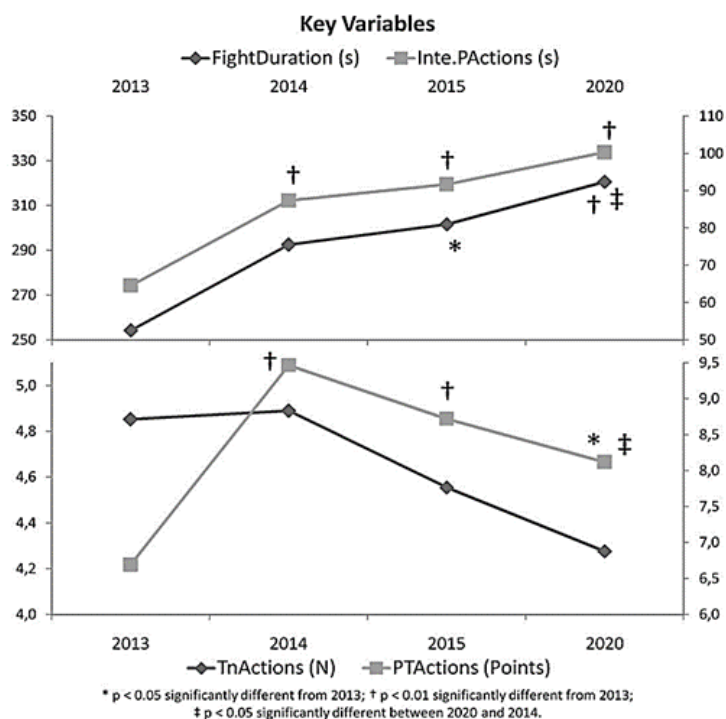 Key Variables
FightDuration (s) Inte.PActions (s)
2013 2014 2015 2020
350 110
† 100
330 † †
90
310 † ‡
80
290 *
70
270 60
250 50
† 9,5
5,0 † 9,0
4,8 * ‡ 8,5
8,0
4,6
7,5
4,4
7,0
4,2 6,5
4,0 6,0
2013 2014 2015 2020
TnActions (N) PTActions (Points)
* p < 0.05 significantly different from 2013; † p < 0.01 significantly different from 2013;
‡ p < 0.05 significantly different between 2020 and 2014.